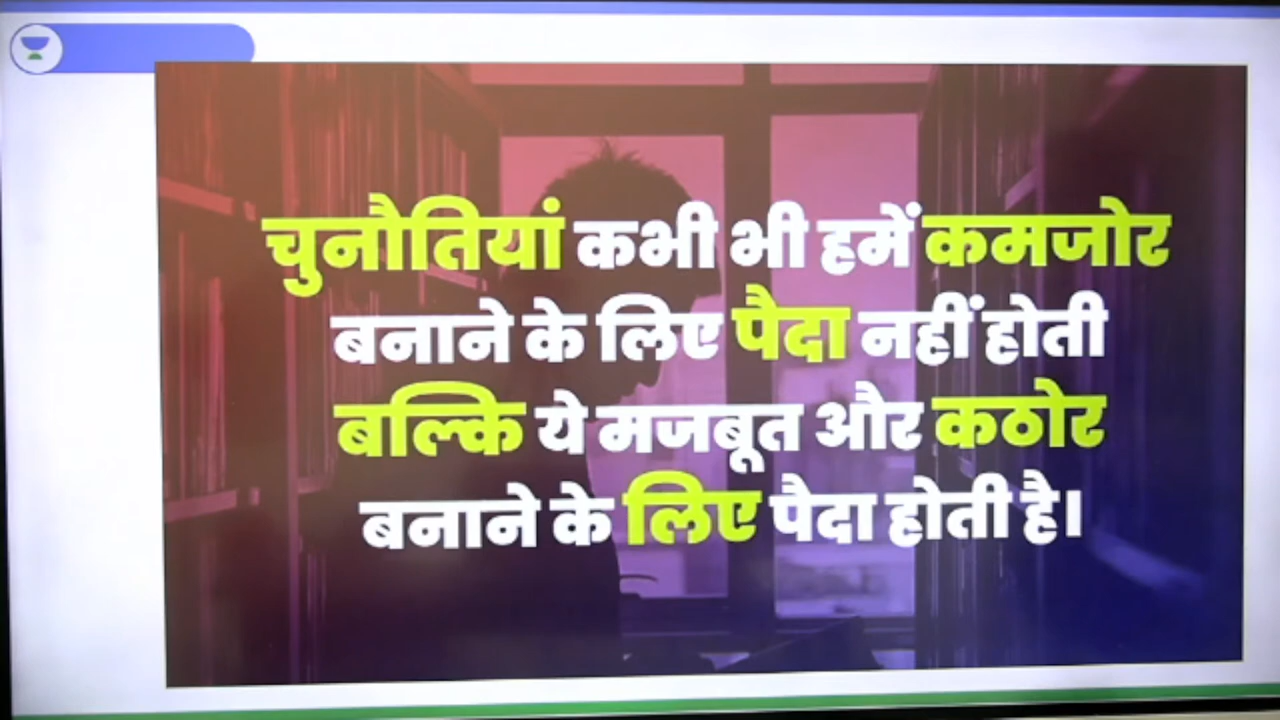 चुनौतियां कभी भी हमें कमजोर
बनाने के लिए पैदा नहीं होती
बल्कि ये मजबूत और कठोर
बनाने के लिए पैदा होती है।